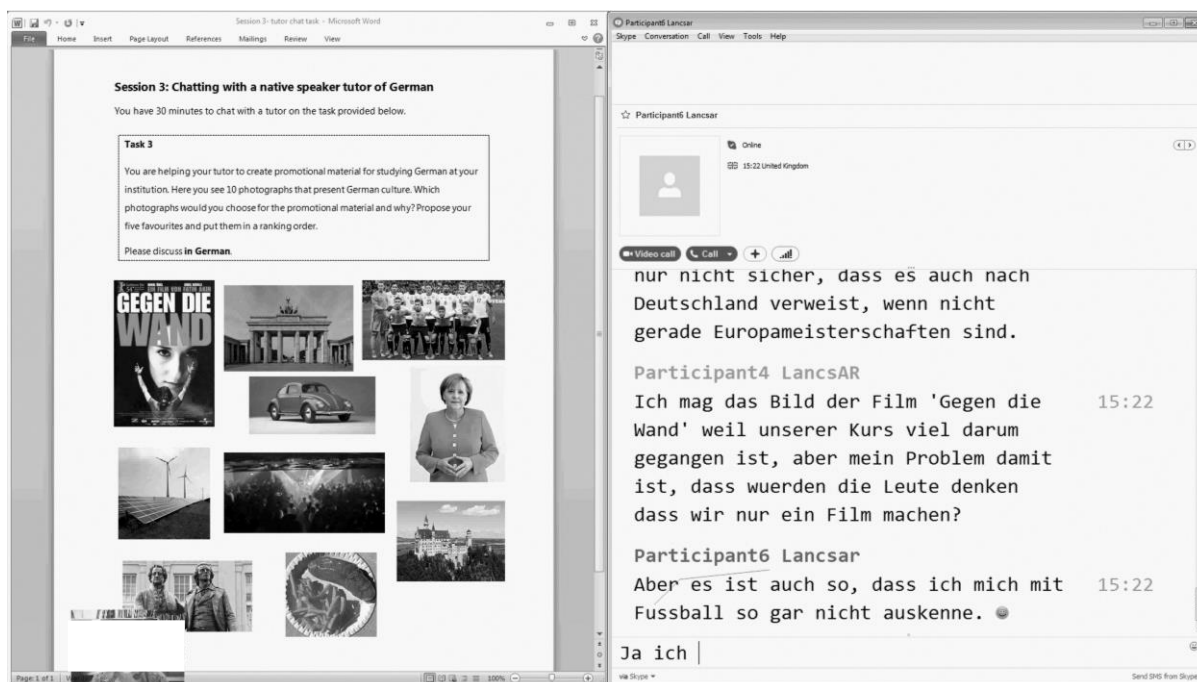 Session 3- tutor chat task - Microsoft Word
File Home Insert Page Layout References Mailings Review View
Session 3: Chatting with a native speaker tutor of German
You have 30 minutes to chat with a tutor on the task provided below.
Task 3
You are helping your tutor to create promotional material for studying German at your
institution. Here you see 10 photographs that present German culture. Which
photographs would you choose for the promotional material and why? Propose your
five favourites and put them in a ranking order.
Please discuss in German.
GEGEN DIE
WAND
Page: 1 of 1
100%
Participant6 Lancsar
Skype Conversation Call View Tools Help
Participant6 Lancsar
Online
15:22 United Kingdom
Video call Call
nur nicht sicher, dass es auch nach
Deutschland verweist, wenn nicht
gerade Europameisterschaften sind.
Participant4 LancsAR
Ich mag das Bild der Film 'Gegen die 15:22
Wand' weil unserer Kurs viel darum
gegangen ist, aber mein Problem damit
ist, dass wuerden die Leute denken
dass wir nur ein Film machen?
Participant6 Lancsar
Aber es ist auch so, dass ich mich mit 15:22
Fussball so gar nicht auskenne.
Ja ich
via Skype
Send SMS from Skype